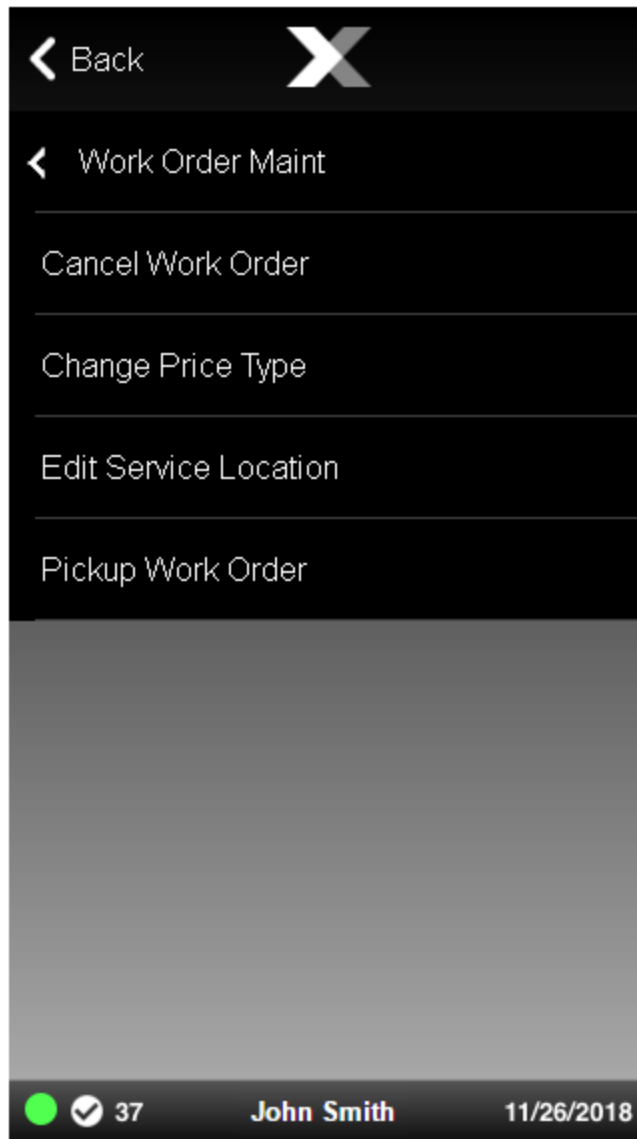 Back
Work Order Maint
Cancel Work Order
Change Price Type
Edit Service Location
Pickup Work Order
37 John Smith 11/26/2018